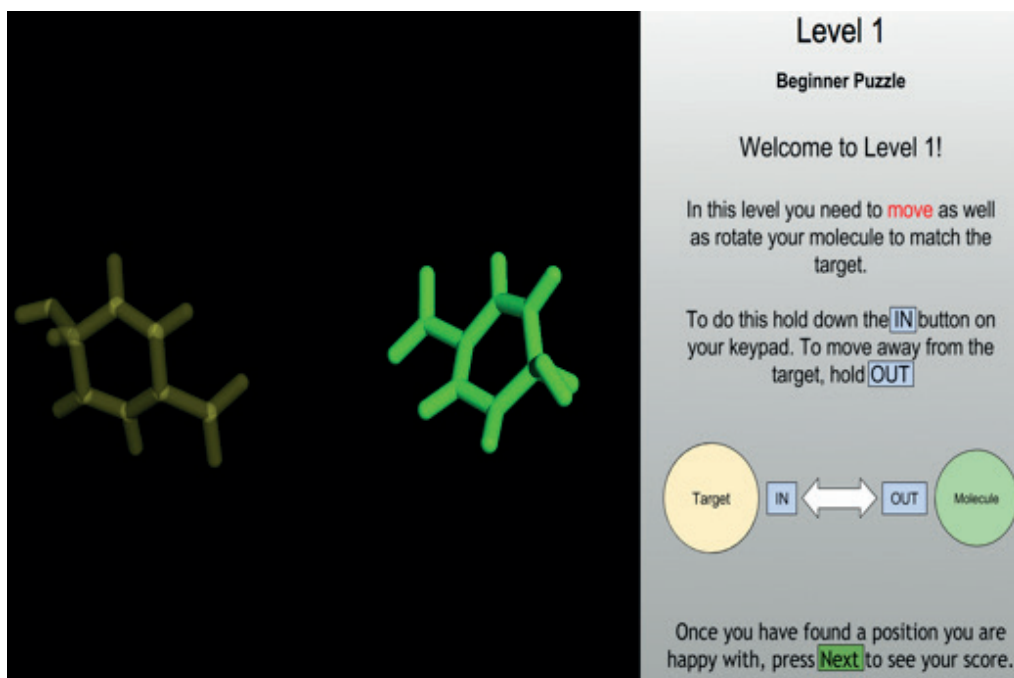 Level 1
Beginner Puzzle
Welcome to Level 1!
In this level you need to move as well
as rotate your molecule to match the
target.
To do this hold down the IN button on
your keypad. To move away from the
target, hold OUT
Target IN OUT Molecule
Once you have found a position you are
happy with, press Next to see your score.